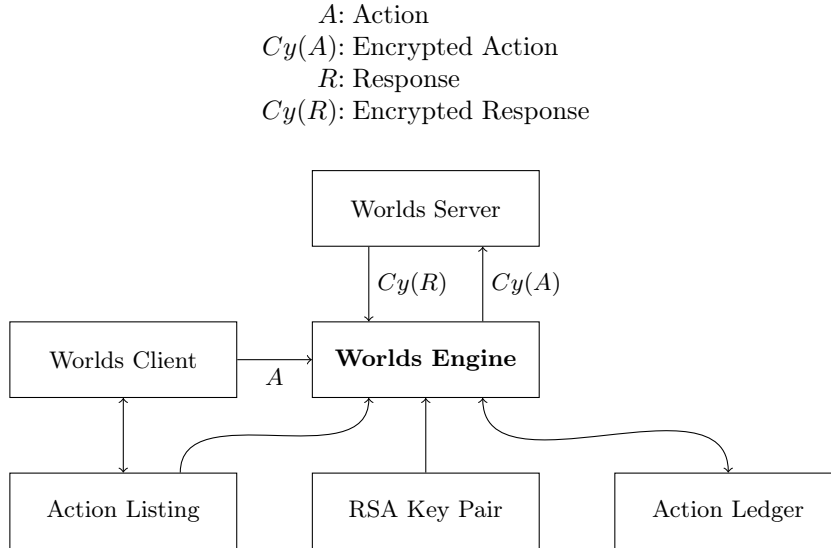 A: Action
Cy(A): Encrypted Action
R: Response
Cy(R): Encrypted Response
Worlds Server
Cy(R) Cy(A)
Worlds Client Worlds Engine
A
Action Listing RSA Key Pair Action Ledger